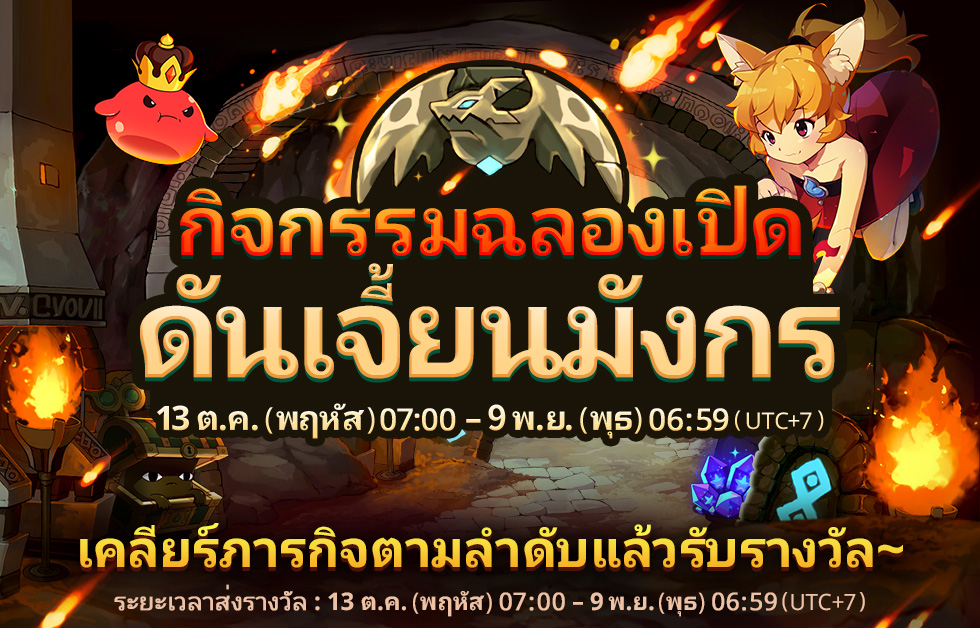 กิจกรรมฉลองเปิด
ดันเจี้ยนมังกร
13 ต.ค. (พฤหัส) 07:00 – 9 พ.ย. (พุธ) 06:59 (UTC+7)
เคลียร์ภารกิจตามลำดับแล้วรับรางวัล~
ระยะเวลาส่งรางวัล : 13 ต.ค. (พฤหัส) 07:00 – 9 พ.ย. (พุธ) 06:59 (UTC+7)